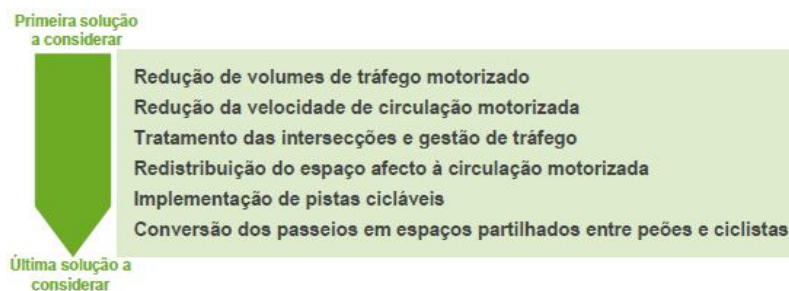 Primeira solução
a considerar
Redução de volumes de tráfego motorizado
Redução da velocidade de circulação motorizada
Tratamento das intersecções e gestão de tráfego
Redistribuição do espaço afecto à circulação motorizada
Implementação de pistas cicláveis
Conversão dos passeios em espaços partilhados entre peões e ciclistas
Última solução a
considerar